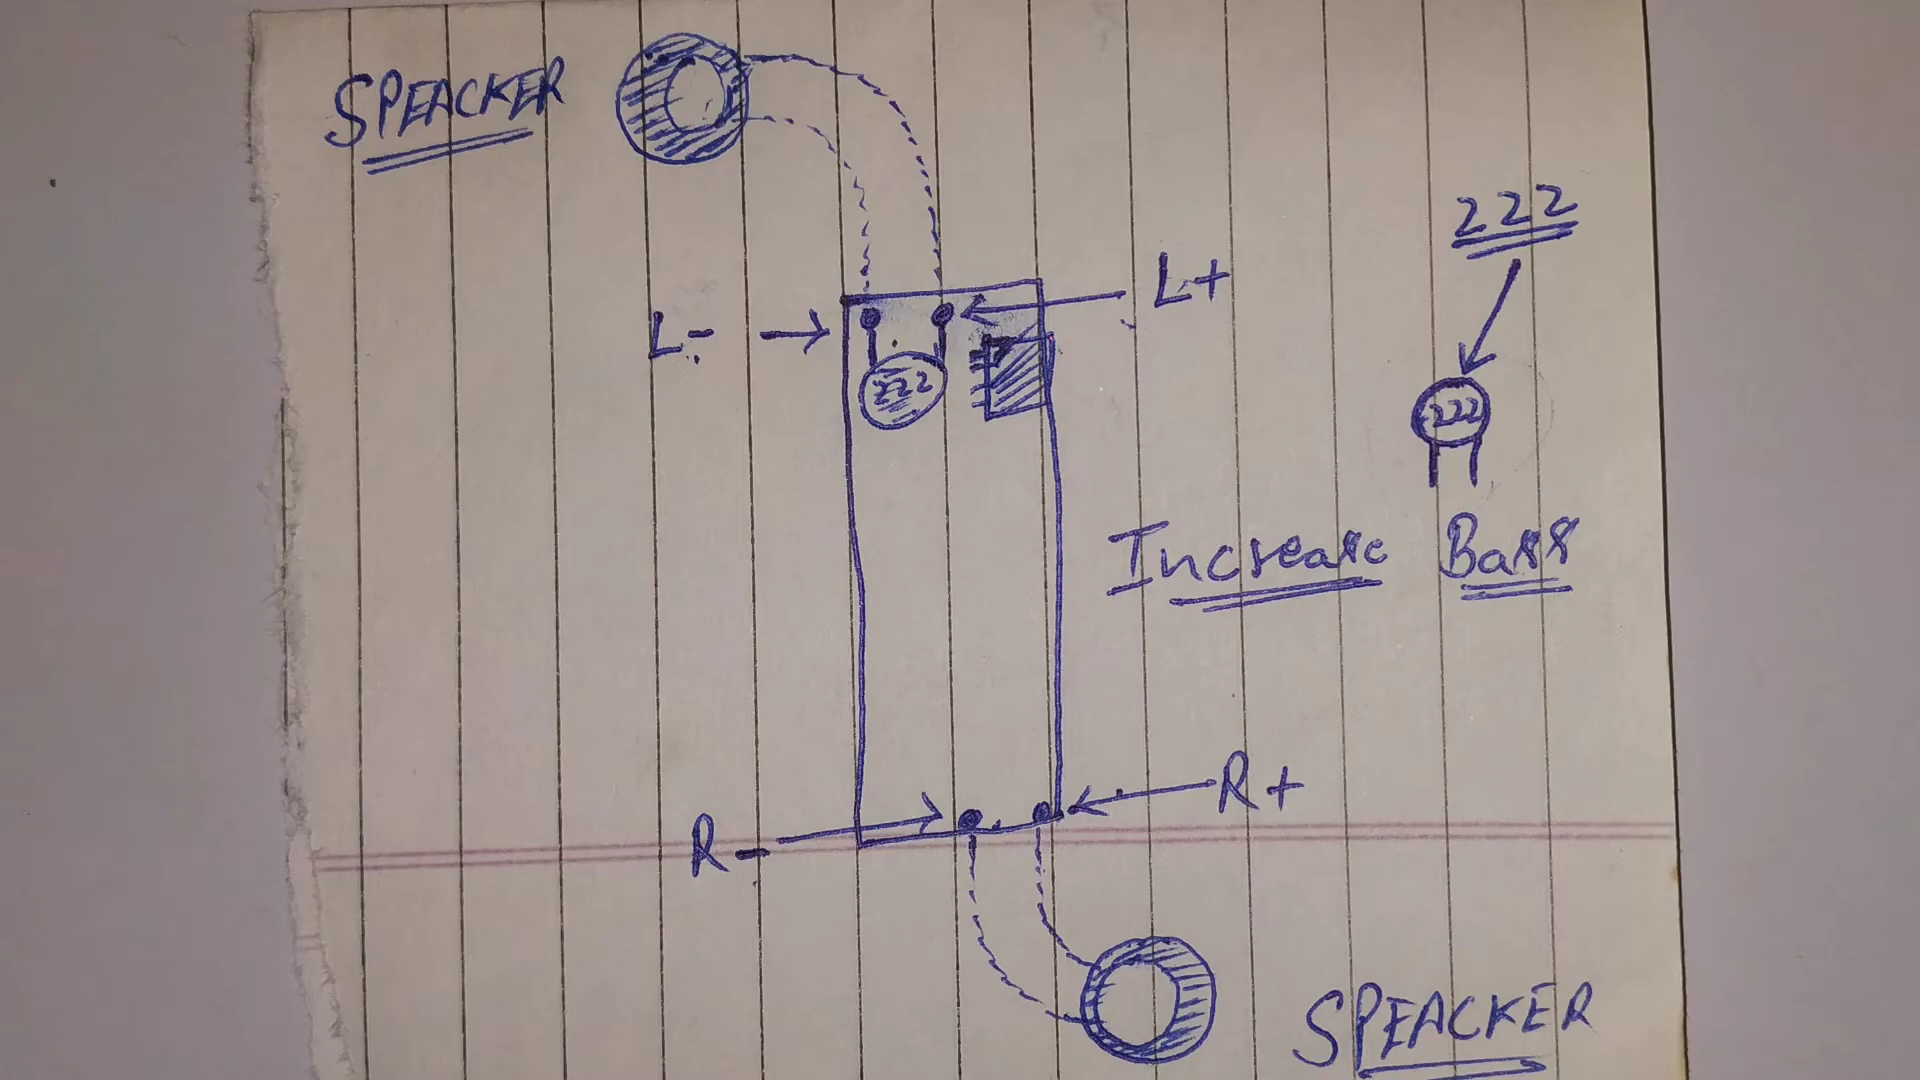 SPEACKER
222
L+
L-
222
222
Increase Bass
R+
R-
SPEACKER